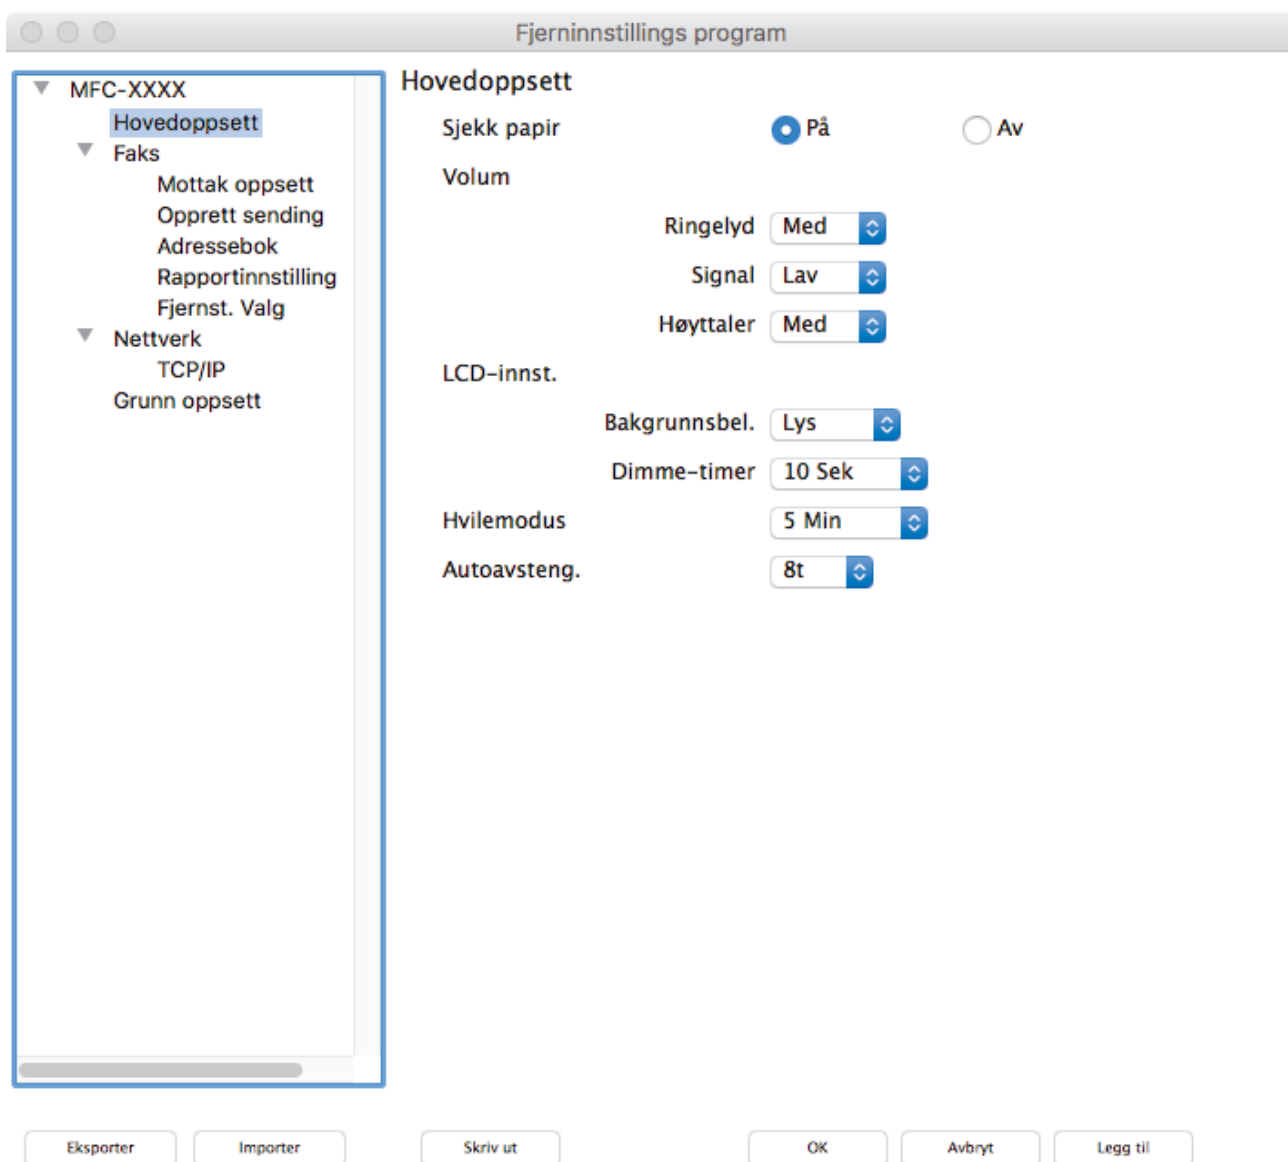 Fjerninnstillings program
MFC-XXXX
Hovedoppsett
Faks
Mottak oppsett
Opprett sending
Adressebok
Rapportinnstilling
Fjernst. Valg
Nettverk
TCP/IP
Grunn oppsett
Hovedoppsett
Sjekk papir På Av
Volum
Ringelyd Med
Signal Lav
Høyttaler Med
LCD-innst.
Bakgrunnsbel. Lys
Dimme-timer 10 Sek
Hvilemodus 5 Min
Autoavsteng. 8t
Eksporter Importer Skriv ut OK Avbryt Legg til